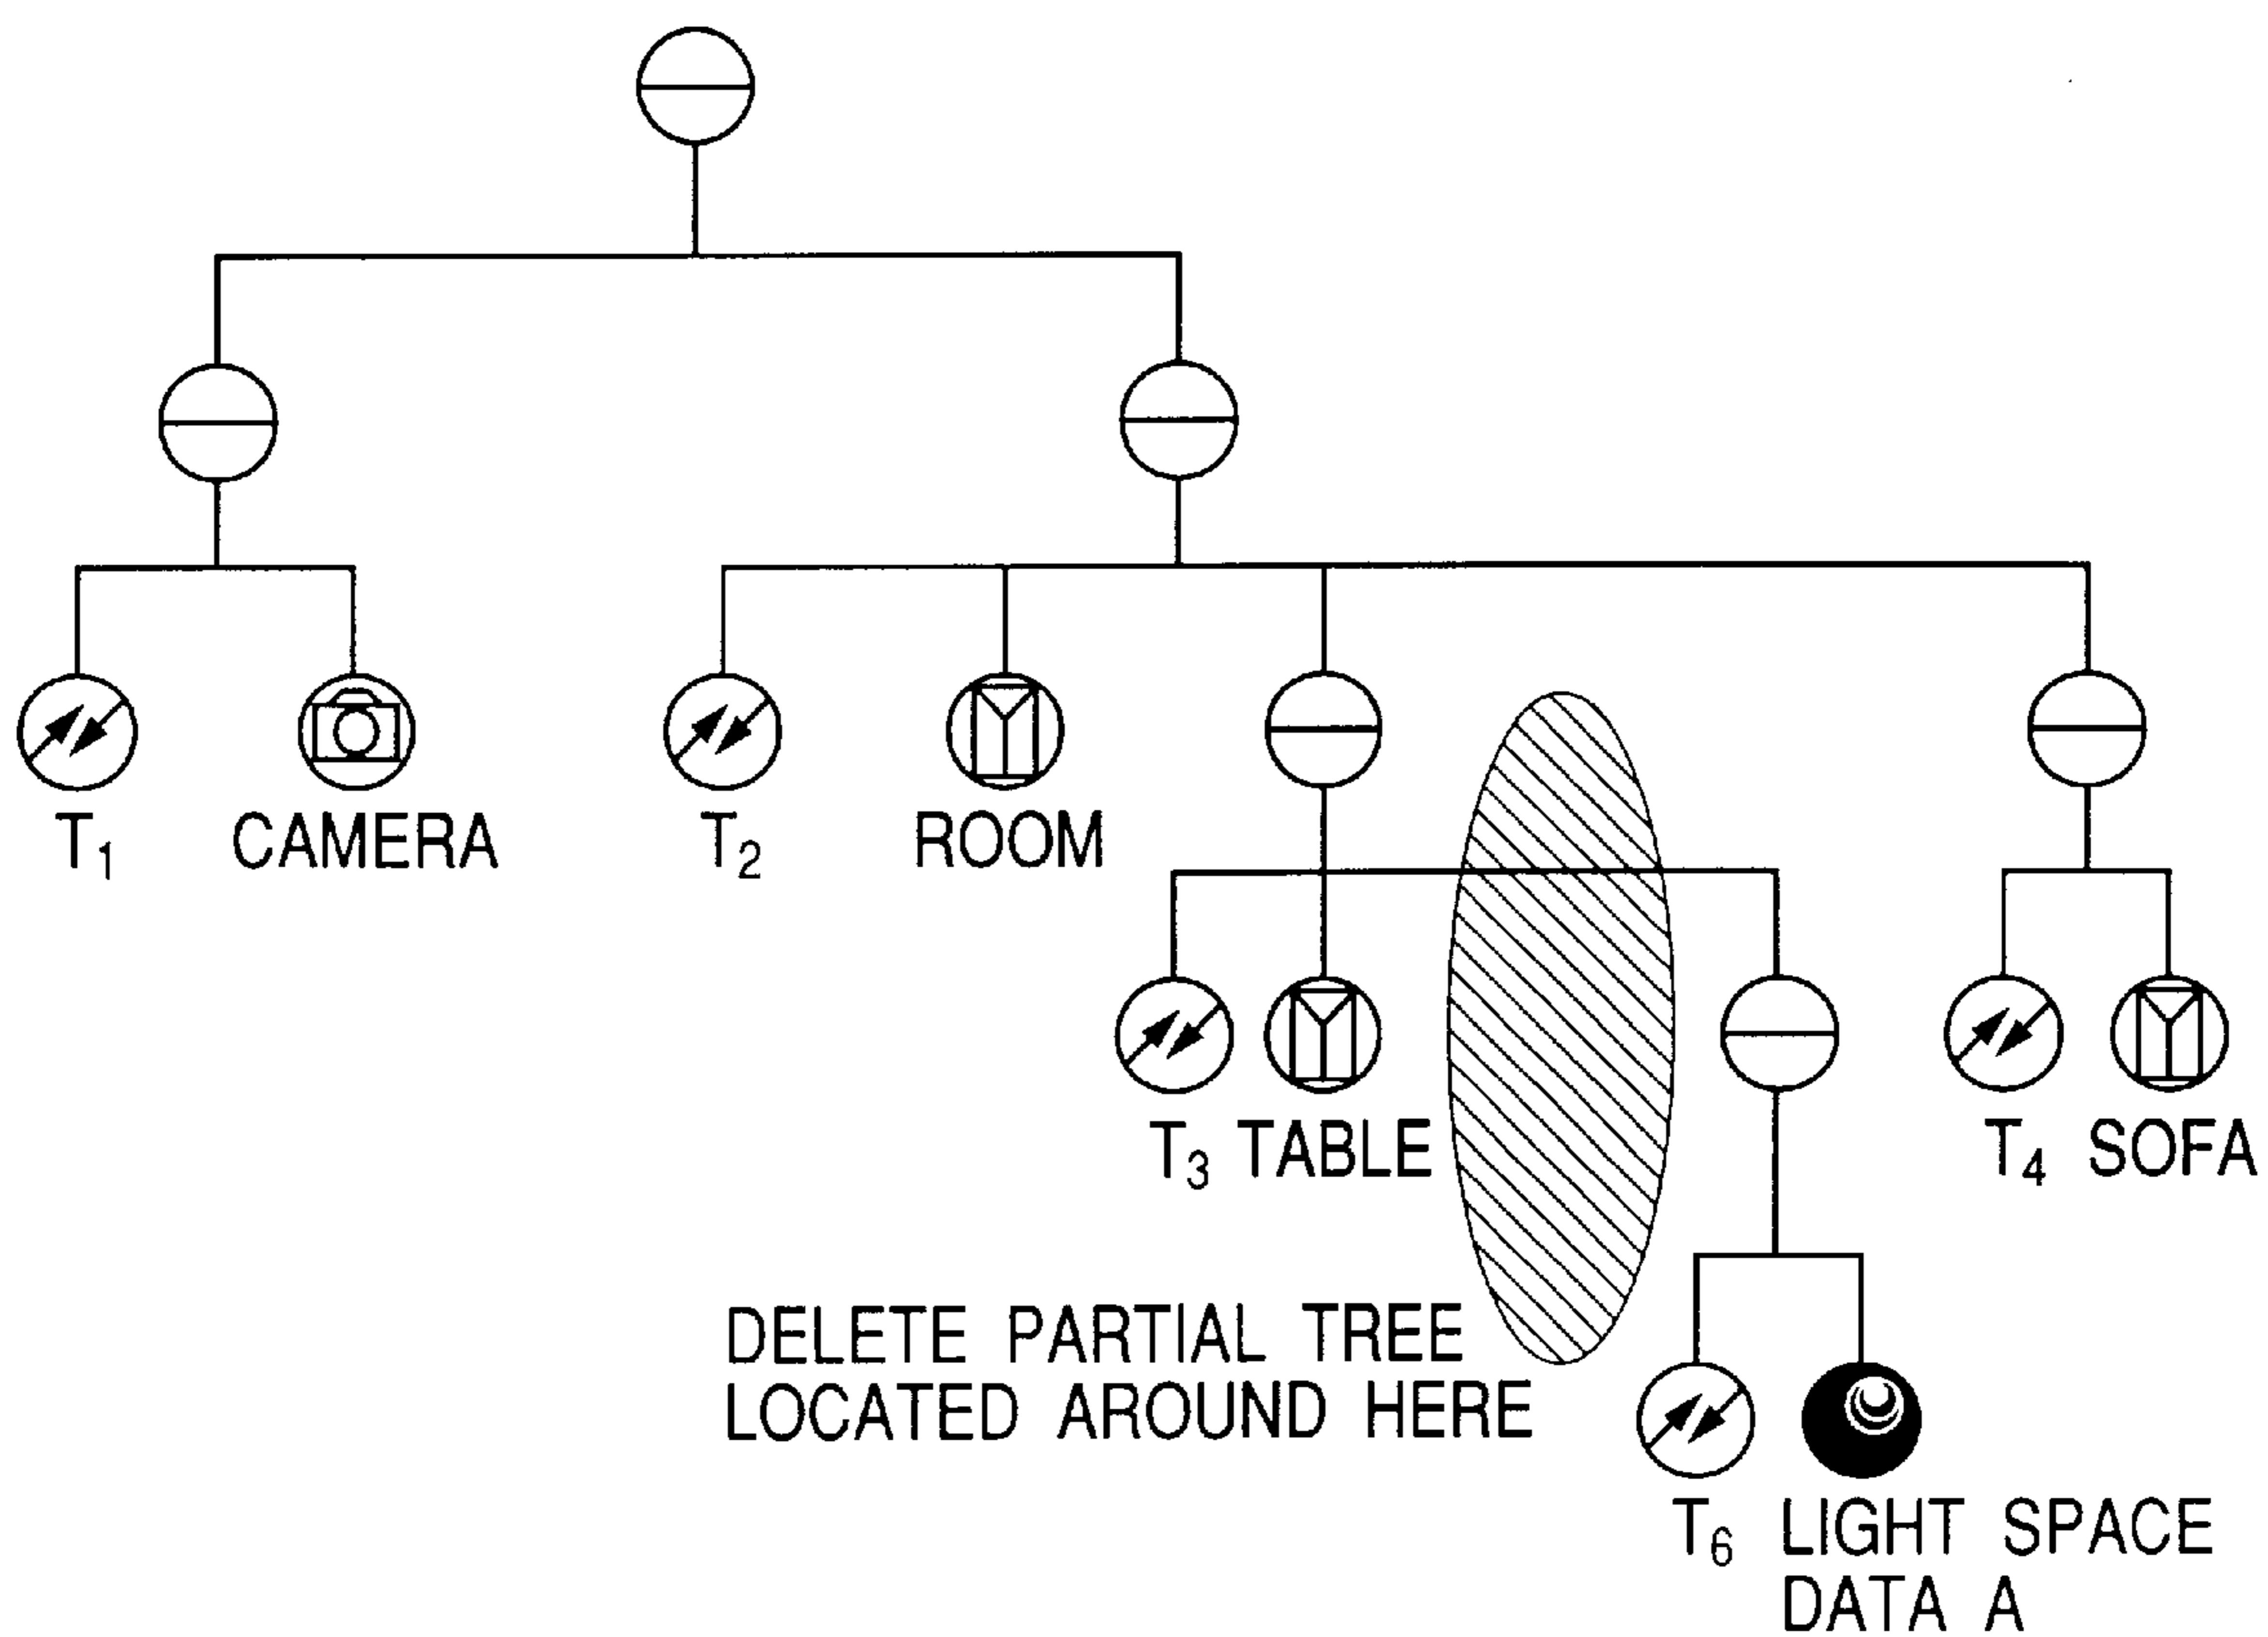 T1 CAMERA T2 ROOM
T3 TABLE T4 SOFA
DELETE PARTIAL TREE
LOCATED AROUND HERE
T6 LIGHT SPACE
DATA A